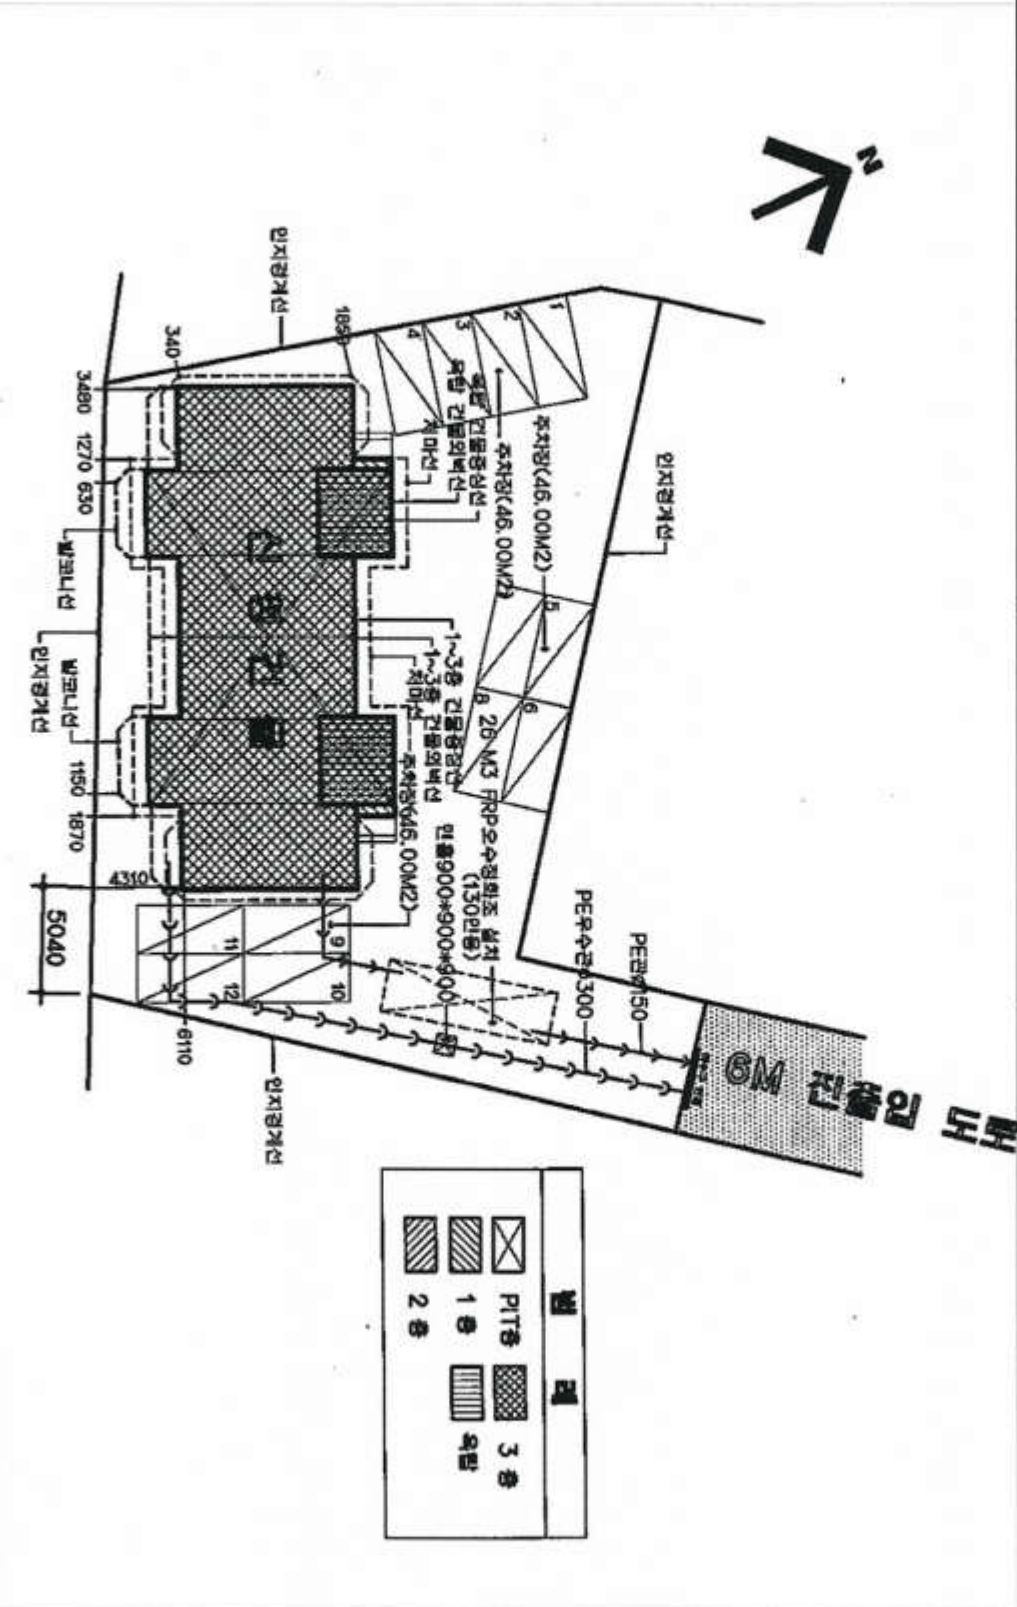 N
인지경계선
인지경계선
1
2
3
4
1850
340
3480
1270
630
옥탑 건물중심선
옥탑 건물외벽선
처마선
주차장(46.00M2)
주차장(46.00M2)
5
6
8
발코니선
인지경계선
발코니선
신 청 건 물
1~3층 건물중심선
1~3층 건물외벽선
처마선
주차장(46.00M2)
1150
1870
4310
5040
26 M3 FRP오수정화조 설치
(130인용)
맨홀900*900*900
PE우수관ø300
PE관ø150
9
10
11
12
6110
인지경계선
6M
범 례
PIT층
3 층
1 층
옥탑
2 층